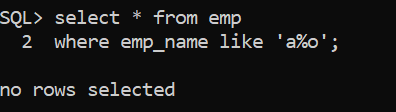 SQL> select * from emp
2 where emp_name like 'a%o';
no rows selected